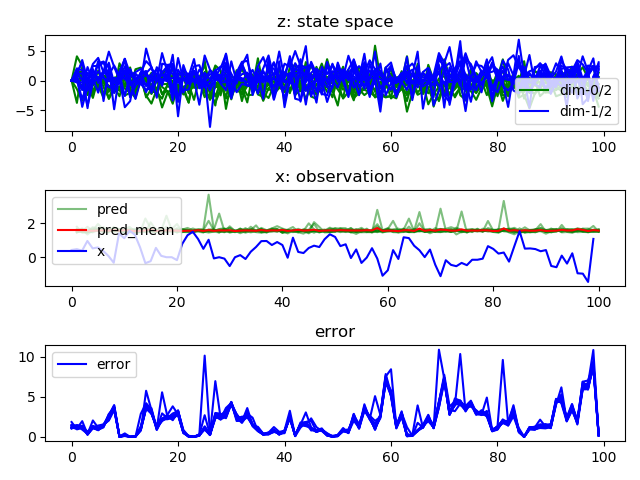 z: state space
5
0
−5
dim-0/2
dim-1/2
0 20 40 60 80 100
x: observation
2
0
pred
pred_mean
x
0 20 40 60 80 100
error
10
5
0
error
0 20 40 60 80 100